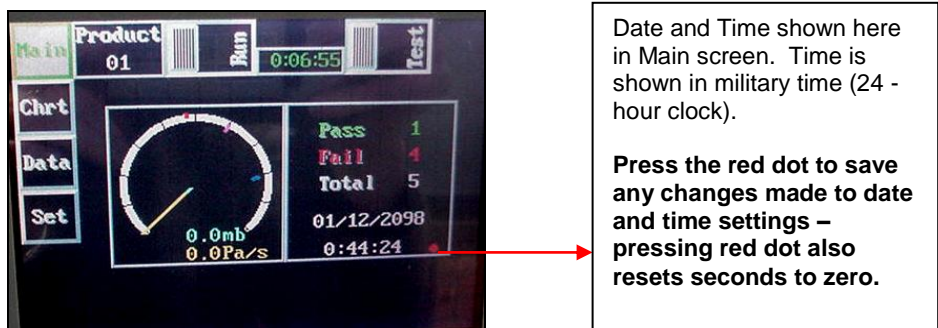 Main
Product
01
Run
0:06:55
Test
Chrt
Data
Set
Pass 1
Fail 4
Total 5
01/12/2098
0:44:24
0.0mb
0.0Pa/s
Date and Time shown here
in Main screen. Time is
shown in military time (24 -
hour clock).
Press the red dot to save
any changes made to date
and time settings –
pressing red dot also
resets seconds to zero.